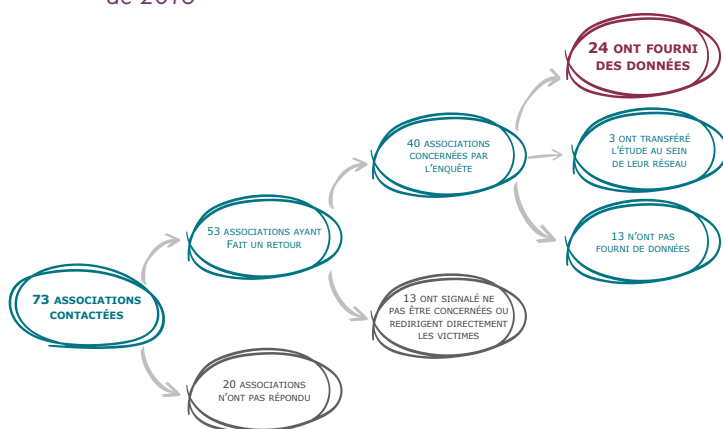 de 2018
24 ONT FOURNI
DES DONNÉES
40 ASSOCIATIONS
CONCERNÉES PAR
L'ENQUÊTE
3 ONT TRANSFÉRÉ
L'ÉTUDE AU SEIN
DE LEUR RÉSEAU
53 ASSOCIATIONS AYANT
FAIT UN RETOUR
13 N'ONT PAS
FOURNI DE DONNÉES
73 ASSOCIATIONS
CONTACTÉES
13 ONT SIGNALÉ NE
PAS ÊTRE CONCERNÉES OU
REDIRIGENT DIRECTEMENT
LES VICTIMES
20 ASSOCIATIONS
N'ONT PAS RÉPONDU